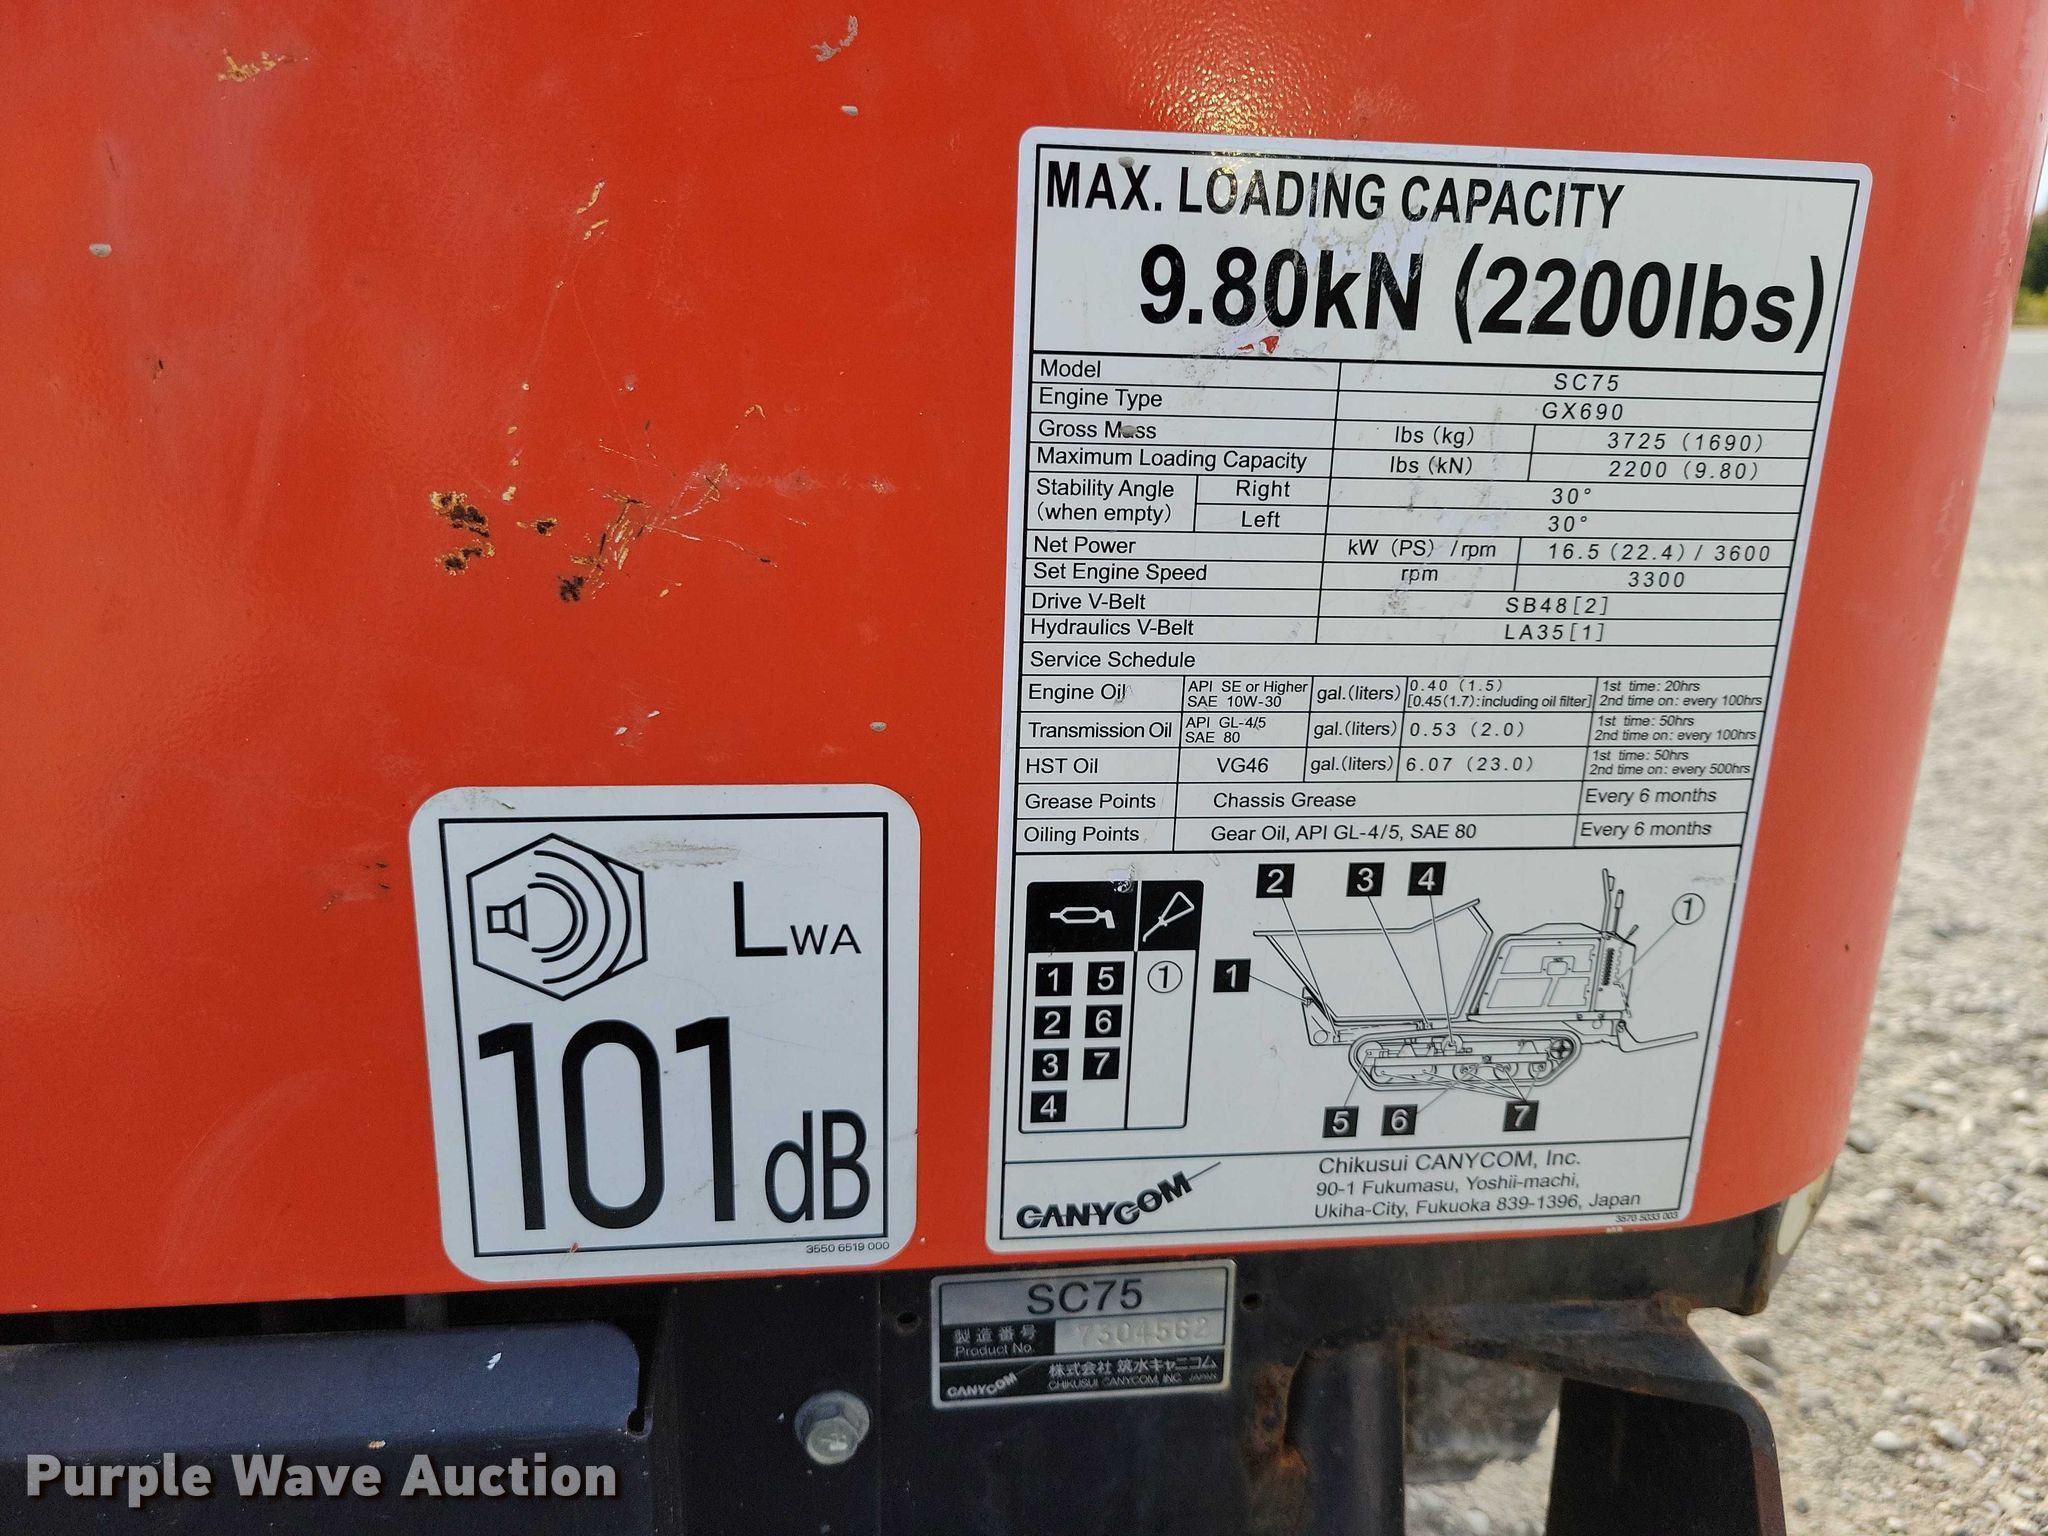 MAX. LOADING CAPACITY
9.80kN (2200lbs)
Model SC75
Engine Type GX690
Gross Mass lbs (kg) 3725 (1690)
Maximum Loading Capacity lbs (kN) 2200 (9.80)
Stability Angle (when empty) Right 30°
Left 30°
Net Power kW (PS) /rpm 16.5 (22.4) / 3600
Set Engine Speed rpm 3300
Drive V-Belt SB48[2]
Hydraulics V-Belt LA35[1]
Service Schedule
Engine Oil API SE or Higher SAE 10W-30 gal.(liters) 0.40 (1.5) [0.45(1.7):including oil filter] 1st time: 20hrs 2nd time on: every 100hrs
Transmission Oil API GL-4/5 SAE 80 gal.(liters) 0.53 (2.0) 1st time: 50hrs 2nd time on: every 100hrs
HST Oil VG46 gal.(liters) 6.07 (23.0) 1st time: 50hrs 2nd time on: every 500hrs
Grease Points Chassis Grease Every 6 months
Oiling Points Gear Oil, API GL-4/5, SAE 80 Every 6 months
2 3 4
1
1 5 1
2 6
3 7
4
1
5 6 7
CANYCOM
Chikusui CANYCOM, Inc.
90-1 Fukumasu, Yoshii-machi,
Ukiha-City, Fukuoka 839-1396, Japan
3570 5033 003
LWA
101dB
3550 6519 000
SC75
製造番号
Product No. 7304562
CANYCOM 株式会社 筑水キャニコム
CHIKUSUI CANYCOM, INC. JAPAN
Purple Wave Auction